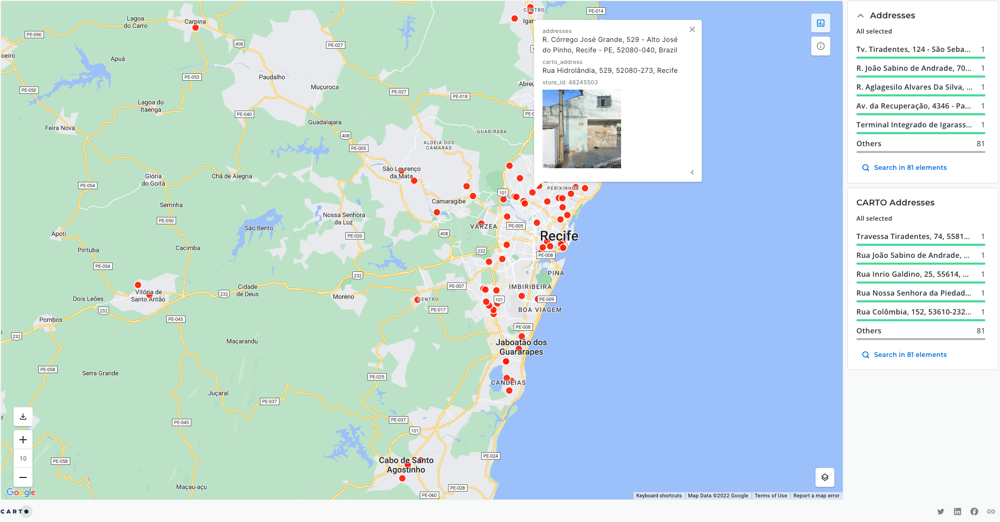 CENTRO
PE-014
Lagoa
do Carro
Carpina
Igar
PE-090
408
PE-027
oeiro
Apuá
PE-053
Paudalho
Muçuroca
Abreu
PE-050
PE-027
PE-018
Lagoa do
Itaenga
PE-040
Feira Nova
Guadalajara
GUABIRABA
408
PE-005
ALDEIA DOS
CAMARÁS
São Lourenço
da Mata
Glória
do Goitá
Chã de Alegria
PE-054
PERIXINHOS
101
Camaragibe
Serrinha
Nossa Senhora
da Luz
PE-050
São Bento
VÁRZEA
PE-005
Apoti
408
PE-020
Recife
Pirituba
Cacimba
232
PE-008
PE-054
232
PINA
Cidade
de Deus
PE-007
IMBIRIBEIRA
Vitória de
Santo Antão
Dois Leões
232
Moreno
CENTRO
101
PE-009
232
PE-017
BOA VIAGEM
Pombos
PE-045
PE-008
232
Maçarandu
Jaboatão dos
Guararapes
PE-058
Serra Grande
PE-025
CANDEIAS
Juçaral
PE-037
PE-037
PE-045
101
PE-058
PE-024
Cabo de Santo
Agostinho
Maçau-açu
PE-028
PE-060
addresses
R. Córrego José Grande, 529 - Alto José
do Pinho, Recife - PE, 52080-040, Brazil
carto_address
Rua Hidrolândia, 529, 52080-273, Recife
store_id: 48245503
Google
10
Google
Keyboard shortcuts
Map Data ©2022 Google
Terms of Use
Report a map error
CARTO
Addresses
All selected
Tv. Tiradentes, 124 - São Seba... 1
R. João Sabino de Andrade, 70... 1
R. Aglagesilo Alvares Da Silva, ... 1
Av. da Recuperação, 4346 - Pa... 1
Terminal Integrado de Igarass... 1
Others 81
Search in 81 elements
CARTO Addresses
All selected
Travessa Tiradentes, 74, 5581... 1
Rua João Sabino de Andrade, ... 1
Rua Inrio Galdino, 25, 55614, ... 1
Rua Nossa Senhora da Piedad... 1
Rua Colômbia, 152, 53610-232... 1
Others 81
Search in 81 elements